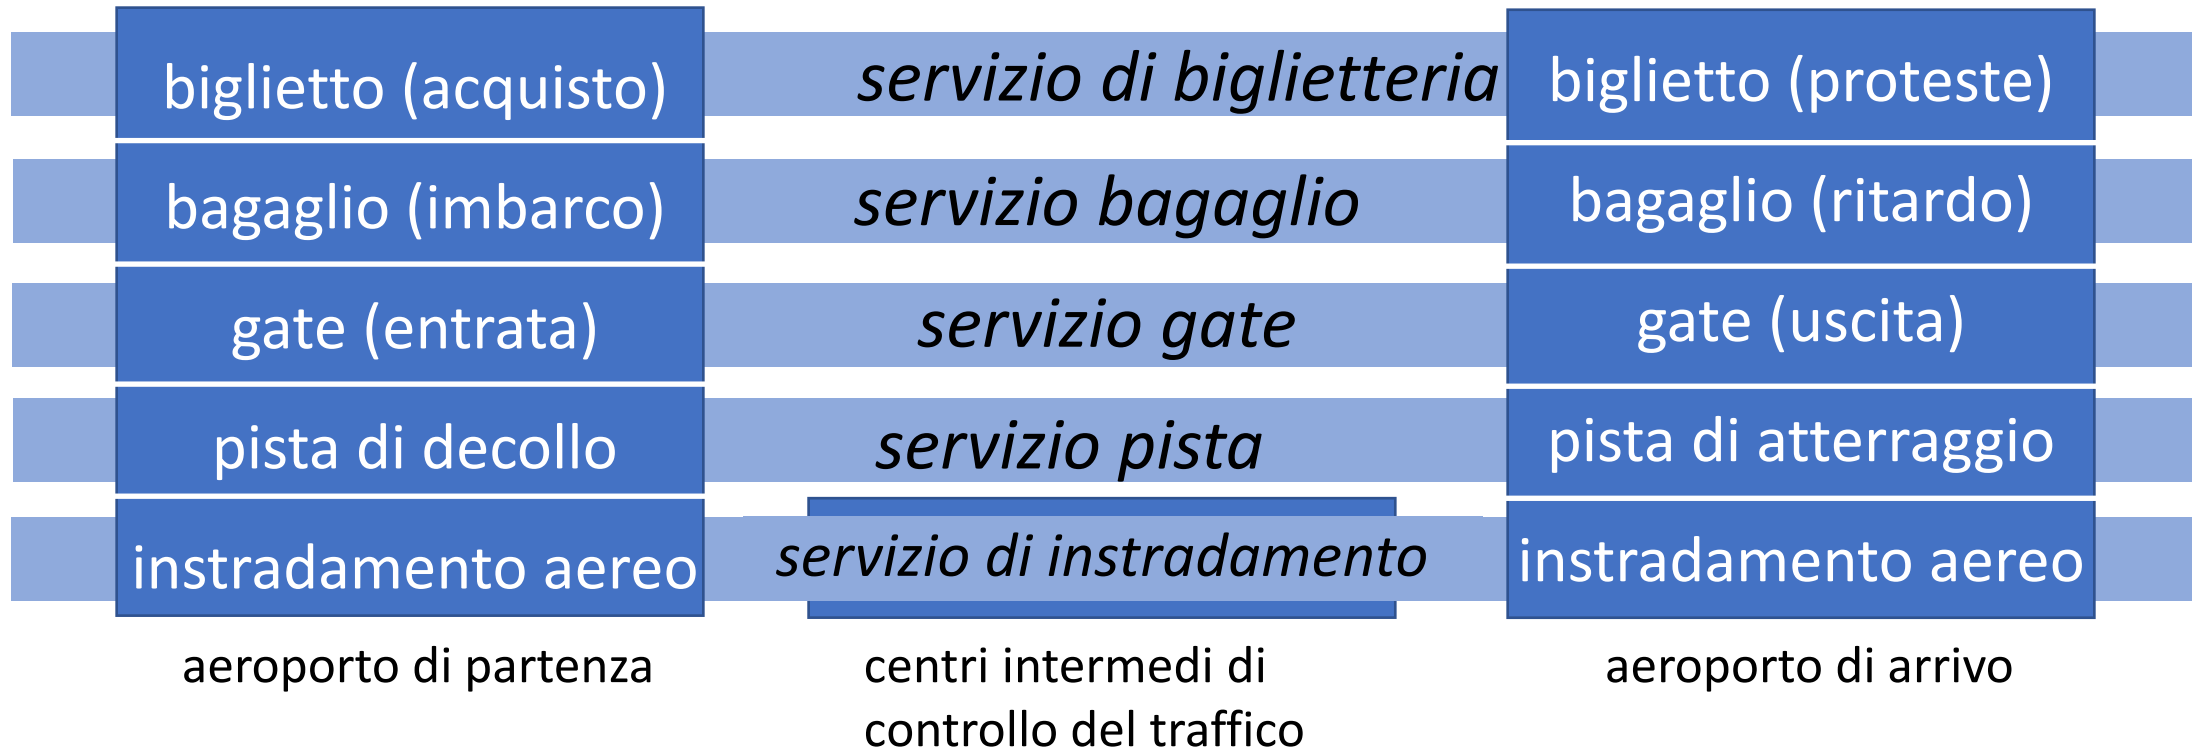 biglietto (acquisto)
servizio di biglietteria
biglietto (proteste)
bagaglio (imbarco)
servizio bagaglio
bagaglio (ritardo)
gate (entrata)
servizio gate
gate (uscita)
pista di decollo
servizio pista
pista di atterraggio
instradamento aereo
servizio di instradamento
instradamento aereo
aeroporto di partenza
centri intermedi di
controllo del traffico
aeroporto di arrivo